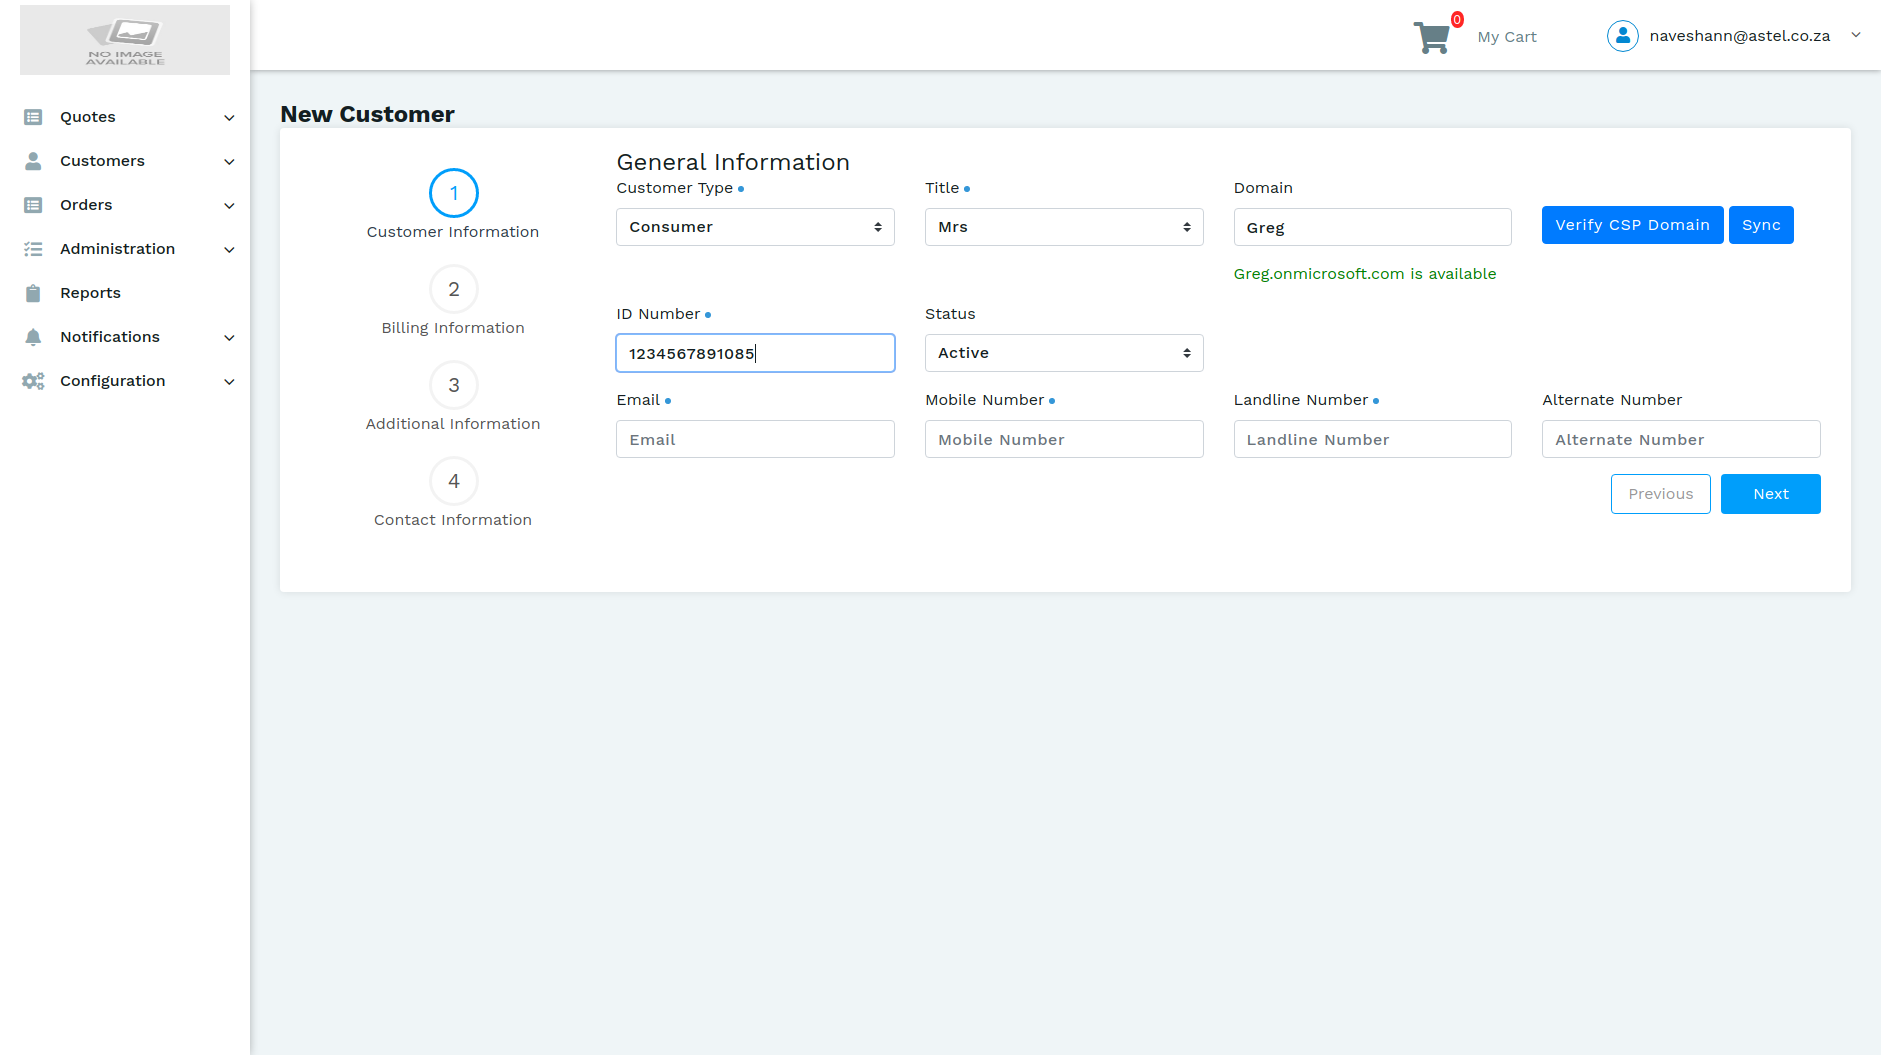 NO IMAGE
AVAILABLE
0
My Cart
naveshann@astel.co.za
Quotes
Customers
Orders
Administration
Reports
Notifications
Configuration
New Customer
1
Customer Information
2
Billing Information
3
Additional Information
4
Contact Information
General Information
Customer Type
Title
Domain
Consumer
Mrs
Greg
Verify CSP Domain
Sync
Greg.onmicrosoft.com is available
ID Number
Status
1234567891085
Active
Email
Mobile Number
Landline Number
Alternate Number
Email
Mobile Number
Landline Number
Alternate Number
Previous
Next